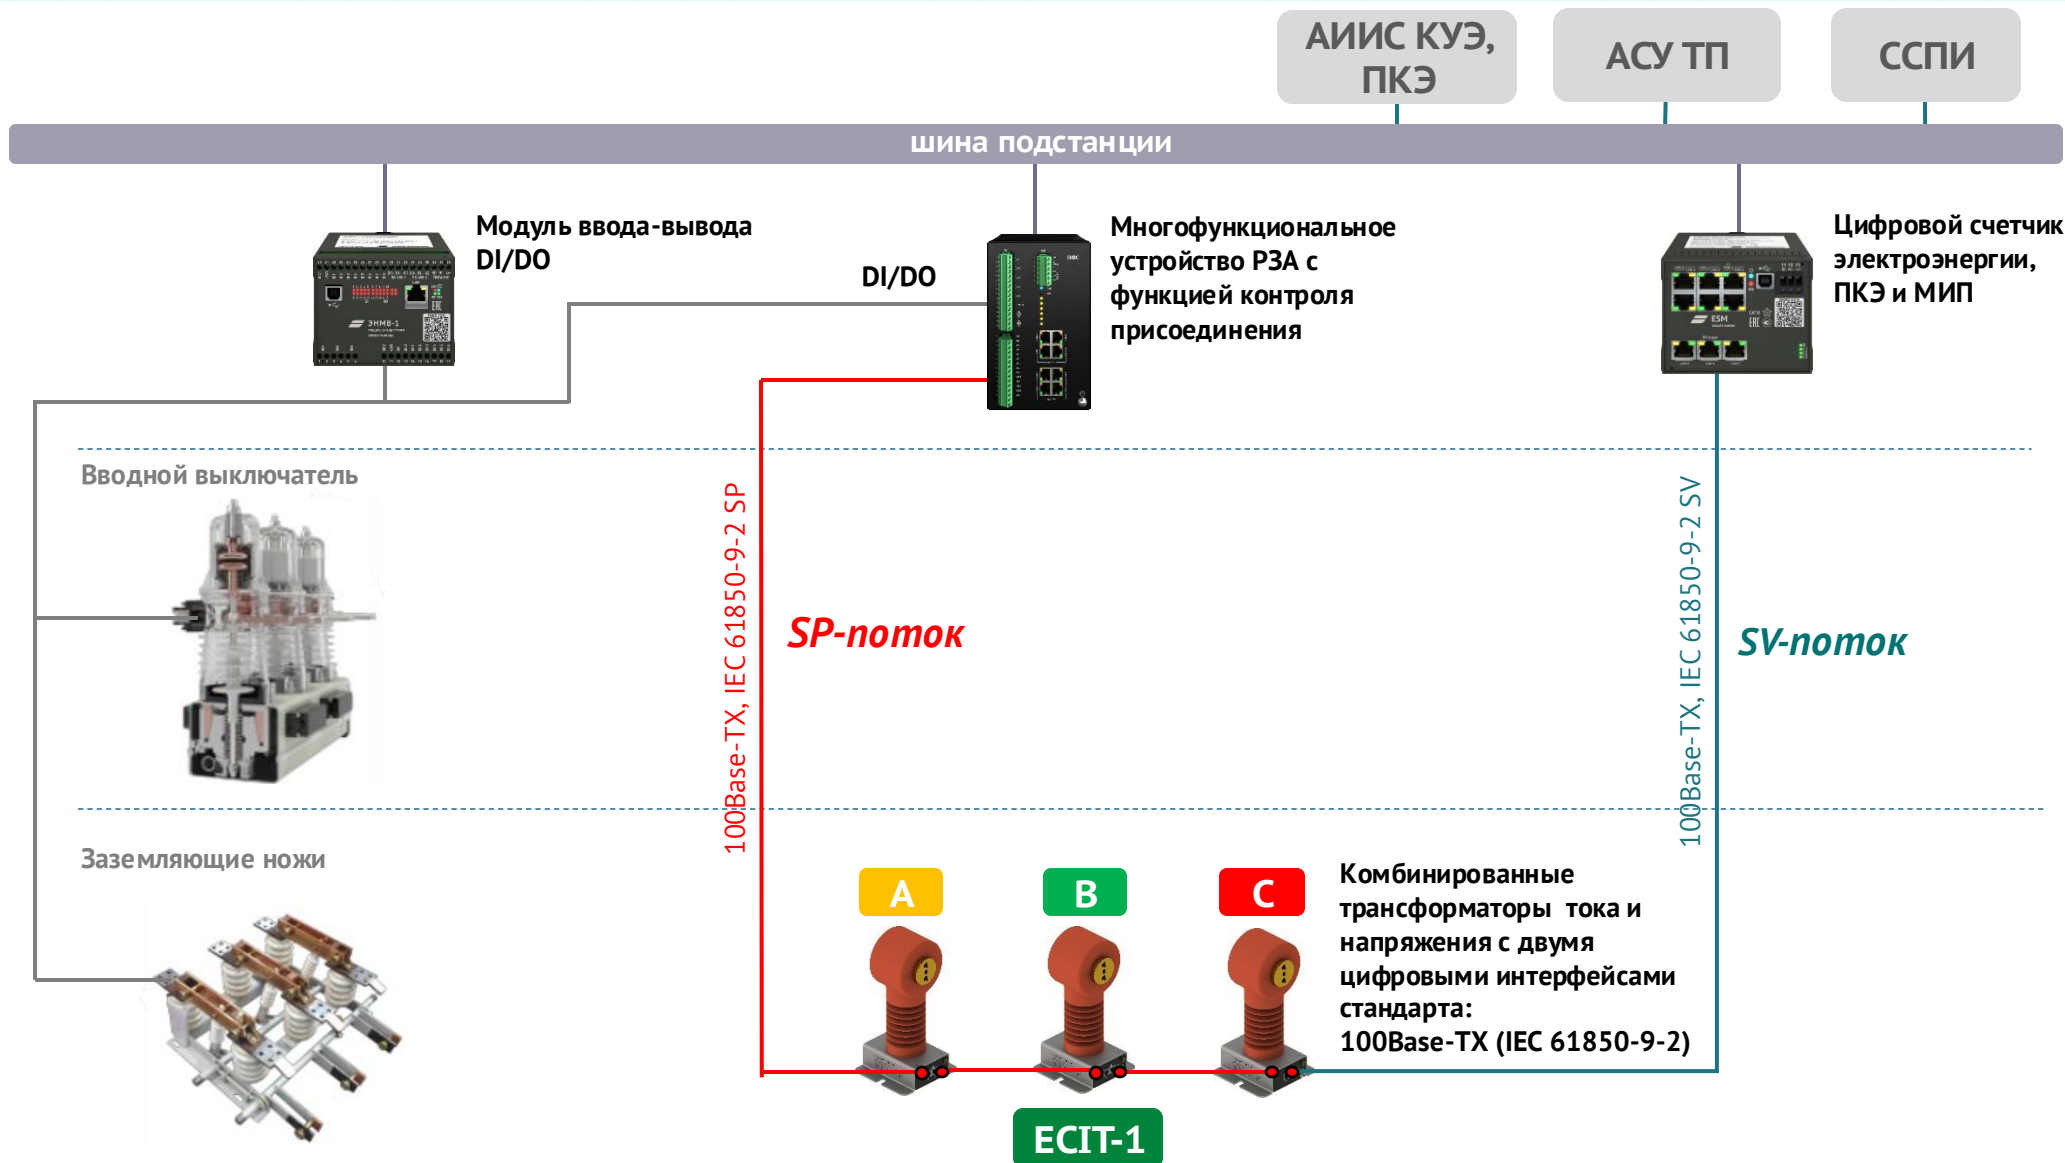 АИИС КУЭ,
ПКЭ
АСУ ТП
ССПИ
шина подстанции
Модуль ввода-вывода
DI/DO
DI/DO
Многофункциональное
устройство РЗА с
функцией контроля
присоединения
Цифровой счетчик
электроэнергии,
ПКЭ и МИП
ЭНМВ-1
ESM
Вводной выключатель
100Base-TX, IEC 61850-9-2 SP
SP-поток
100Base-TX, IEC 61850-9-2 SV
SV-поток
Заземляющие ножи
A
B
C
Комбинированные
трансформаторы тока и
напряжения с двумя
цифровыми интерфейсами
стандарта:
100Base-TX (IEC 61850-9-2)
ECIT-1